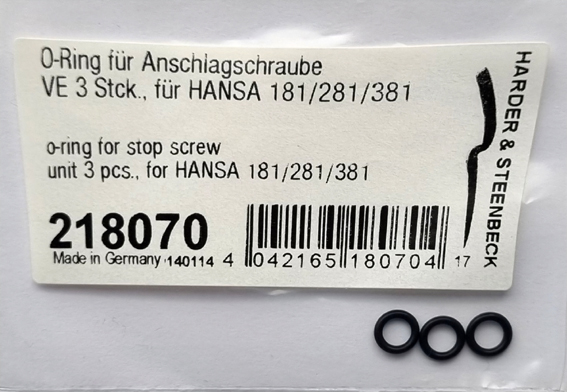 O-Ring für Anschlagschraube
VE 3 Stck., für HANSA 181/281/381
o-ring for stop screw
unit 3 pcs., for HANSA 181/281/381
218070
Made in Germany 140114
4 042165 180704 17
HARDER & STEENBECK